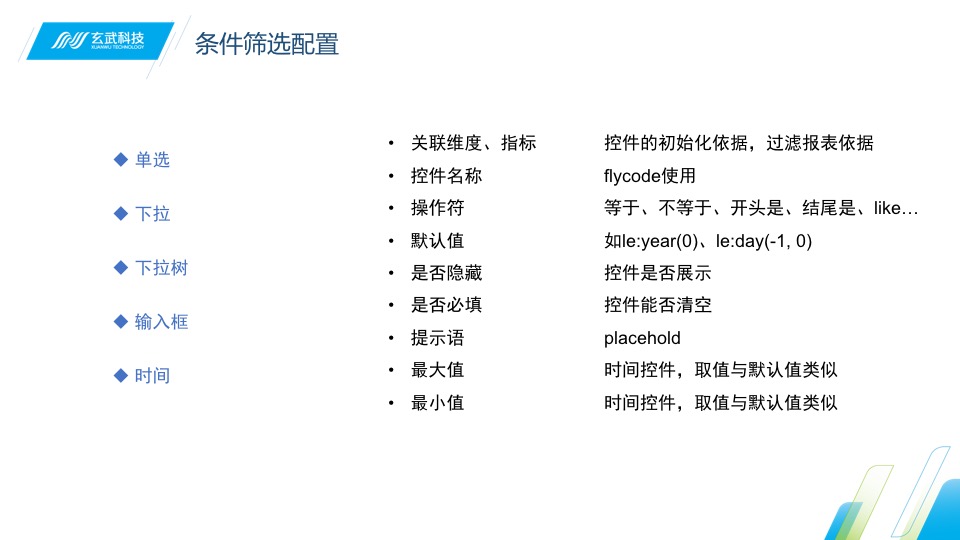 玄武科技
XUANWU TECHNOLOGY
条件筛选配置
◆ 单选
◆ 下拉
◆ 下拉树
◆ 输入框
◆ 时间
• 关联维度、指标 控件的初始化依据，过滤报表依据
• 控件名称 flycode使用
• 操作符 等于、不等于、开头是、结尾是、like…
• 默认值 如le:year(0)、le:day(-1, 0)
• 是否隐藏 控件是否展示
• 是否必填 控件能否清空
• 提示语 placehold
• 最大值 时间控件，取值与默认值类似
• 最小值 时间控件，取值与默认值类似